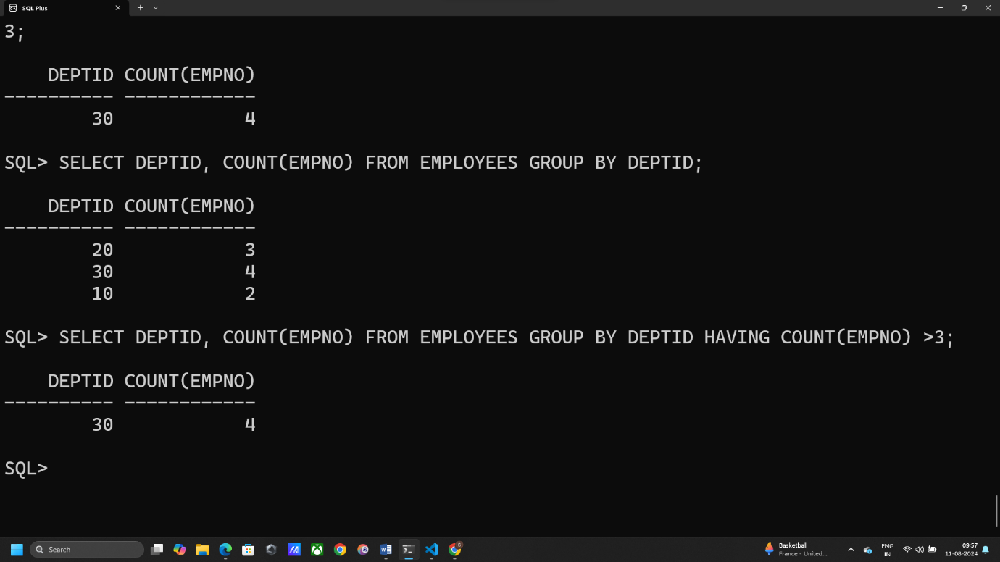 SQL Plus
3;
DEPTID COUNT(EMPNO)
---------- ------------
30 4
SQL> SELECT DEPTID, COUNT(EMPNO) FROM EMPLOYEES GROUP BY DEPTID;
DEPTID COUNT(EMPNO)
---------- ------------
20 3
30 4
10 2
SQL> SELECT DEPTID, COUNT(EMPNO) FROM EMPLOYEES GROUP BY DEPTID HAVING COUNT(EMPNO) >3;
DEPTID COUNT(EMPNO)
---------- ------------
30 4
SQL>
Search
Basketball
France - United...
ENG
IN
09:57
11-08-2024